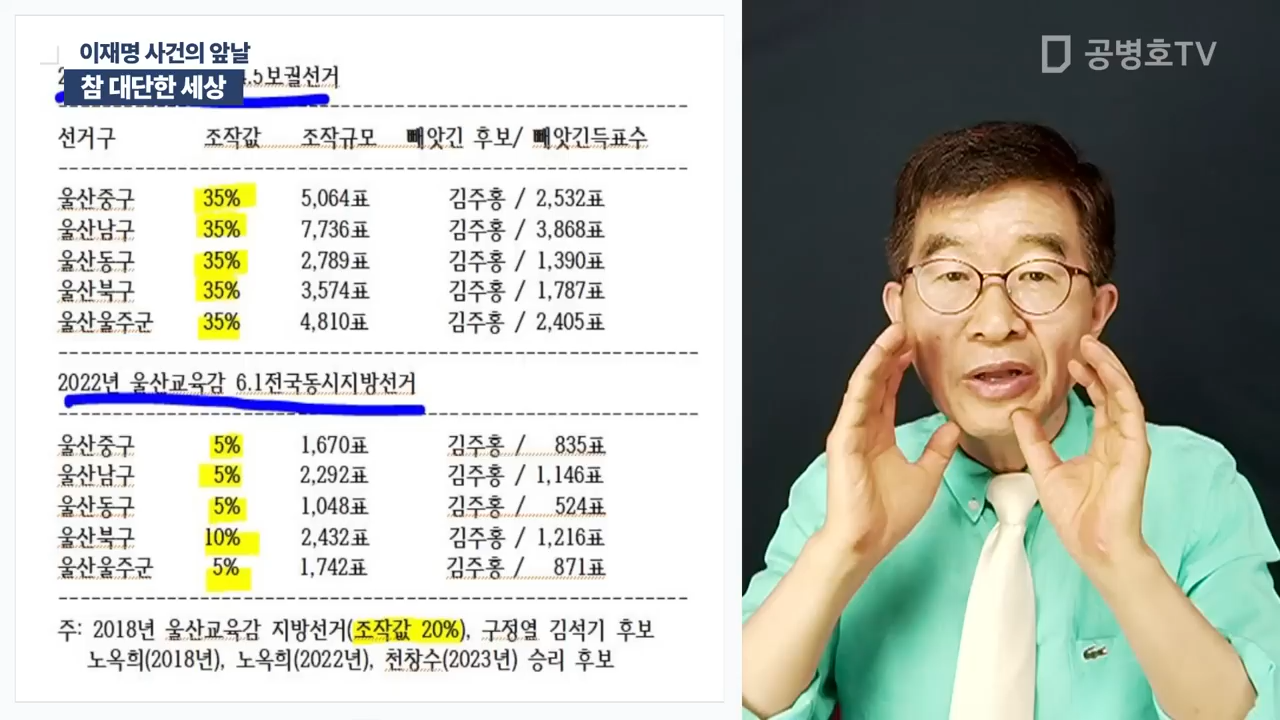 이재명 사건의 앞날
참 대단한 세상
.5보궐선거
선거구 조작값 조작규모 빼앗긴 후보/ 빼앗긴득표수
울산중구 35% 5,064표 김주홍 / 2,532표
울산남구 35% 7,736표 김주홍 / 3,868표
울산동구 35% 2,789표 김주홍 / 1,390표
울산북구 35% 3,574표 김주홍 / 1,787표
울산울주군 35% 4,810표 김주홍 / 2,405표
2022년 울산교육감 6.1전국동시지방선거
울산중구 5% 1,670표 김주홍 / 835표
울산남구 5% 2,292표 김주홍 / 1,146표
울산동구 5% 1,048표 김주홍 / 524표
울산북구 10% 2,432표 김주홍 / 1,216표
울산울주군 5% 1,742표 김주홍 / 871표
주: 2018년 울산교육감 지방선거(조작값 20%), 구정열 김석기 후보
노옥희(2018년), 노옥희(2022년), 천창수(2023년) 승리 후보
공병호TV